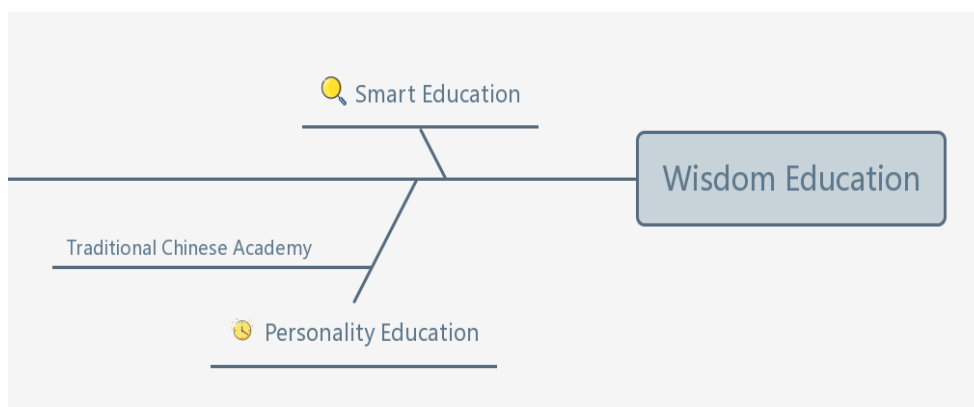 Smart Education
Wisdom Education
Traditional Chinese Academy
Personality Education